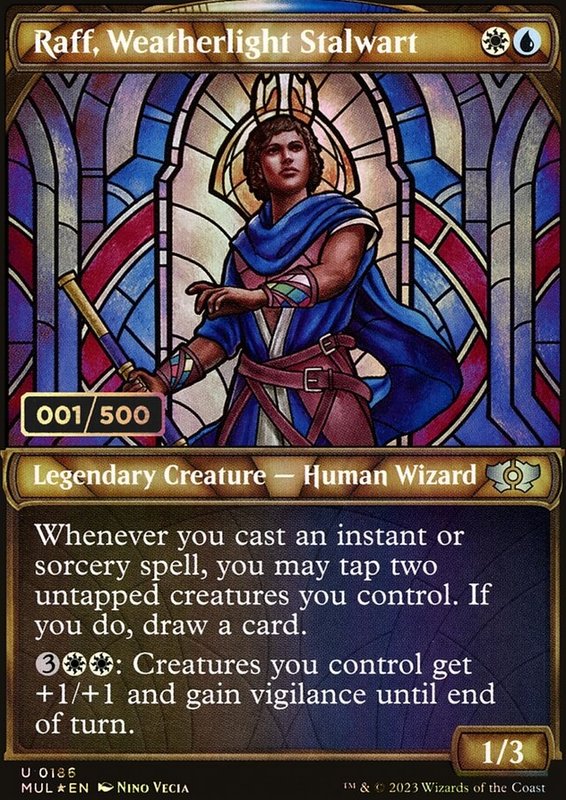 Raff, Weatherlight Stalwart
001/500
Legendary Creature — Human Wizard
Whenever you cast an instant or
sorcery spell, you may tap two
untapped creatures you control. If
you do, draw a card.
3: Creatures you control get
+1/+1 and gain vigilance until end
of turn.
1/3
U 0186
MUL★EN Nino Vecia
™ & © 2023 Wizards of the Coast